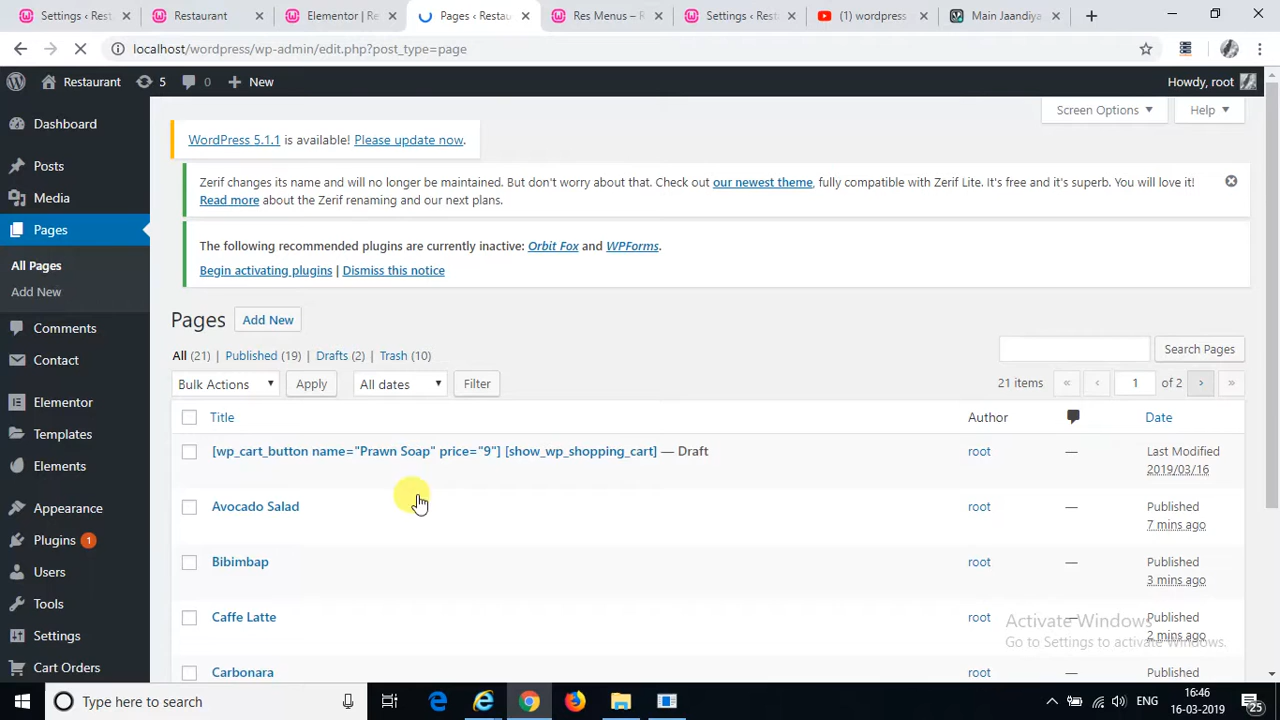 Settings ‹ Rest
Restaurant
Elementor | Re
Pages ‹ Restau
Res Menus – R
Settings ‹ Rest
(1) wordpress
Main Jaandiya
localhost/wordpress/wp-admin/edit.php?post_type=page
Restaurant 5 0 + New Howdy, root
Screen Options ▼ Help ▼
WordPress 5.1.1 is available! Please update now.
Zerif changes its name and will no longer be maintained. But don't worry about that. Check out our newest theme, fully compatible with Zerif Lite. It's free and it's superb. You will love it!
Read more about the Zerif renaming and our next plans.
The following recommended plugins are currently inactive: Orbit Fox and WPForms.
Begin activating plugins | Dismiss this notice
Dashboard
Posts
Media
Pages
All Pages
Add New
Comments
Contact
Elementor
Templates
Elements
Appearance
Plugins 1
Users
Tools
Settings
Cart Orders
Pages Add New
All (21) | Published (19) | Drafts (2) | Trash (10)
Search Pages
Bulk Actions Apply All dates Filter
21 items « ‹ 1 of 2 › »
Title Author Date
[wp_cart_button name="Prawn Soap" price="9"] [show_wp_shopping_cart] — Draft root — Last Modified
2019/03/16
Avocado Salad root — Published
7 mins ago
Bibimbap root — Published
3 mins ago
Caffe Latte root — Published
2 mins ago
Carbonara root — Published
Activate Windows
Go to Settings to activate Windows.
Type here to search
ENG
16:46
16-03-2019
25